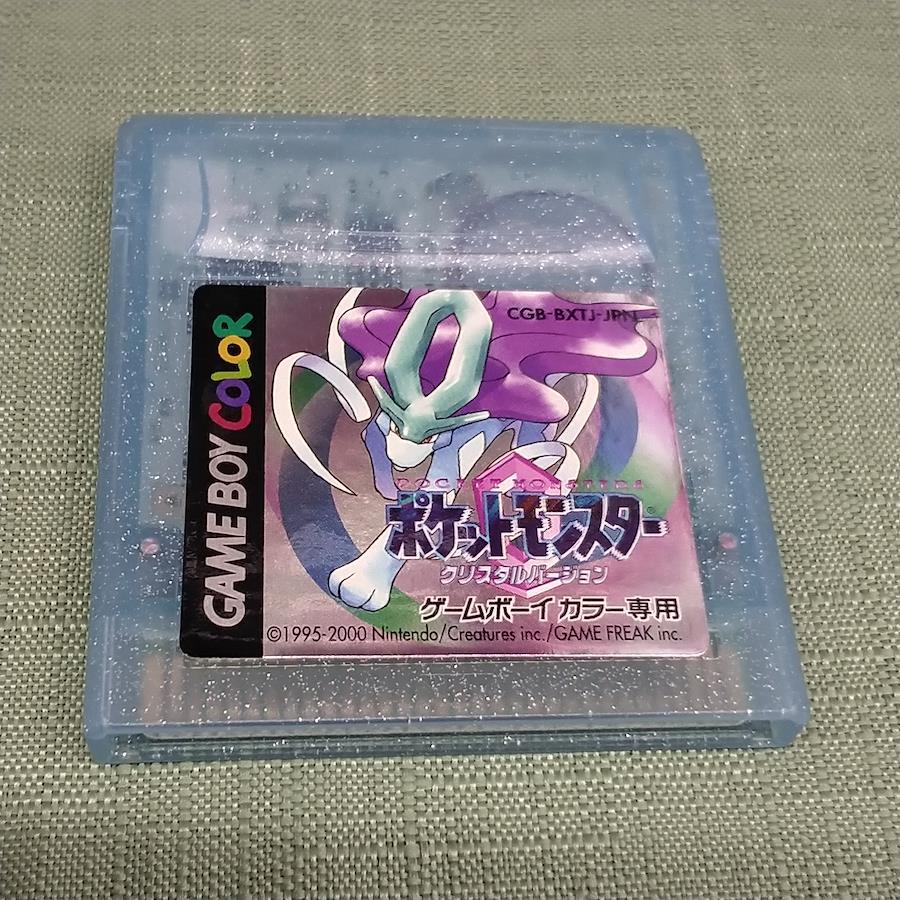 GAME BOY COLOR
CGB-BXTJ-JPN
POCKET MONSTERS
ポケットモンスター
クリスタルバージョン
ゲームボーイカラー専用
©1995-2000 Nintendo/Creatures inc./GAME FREAK inc.